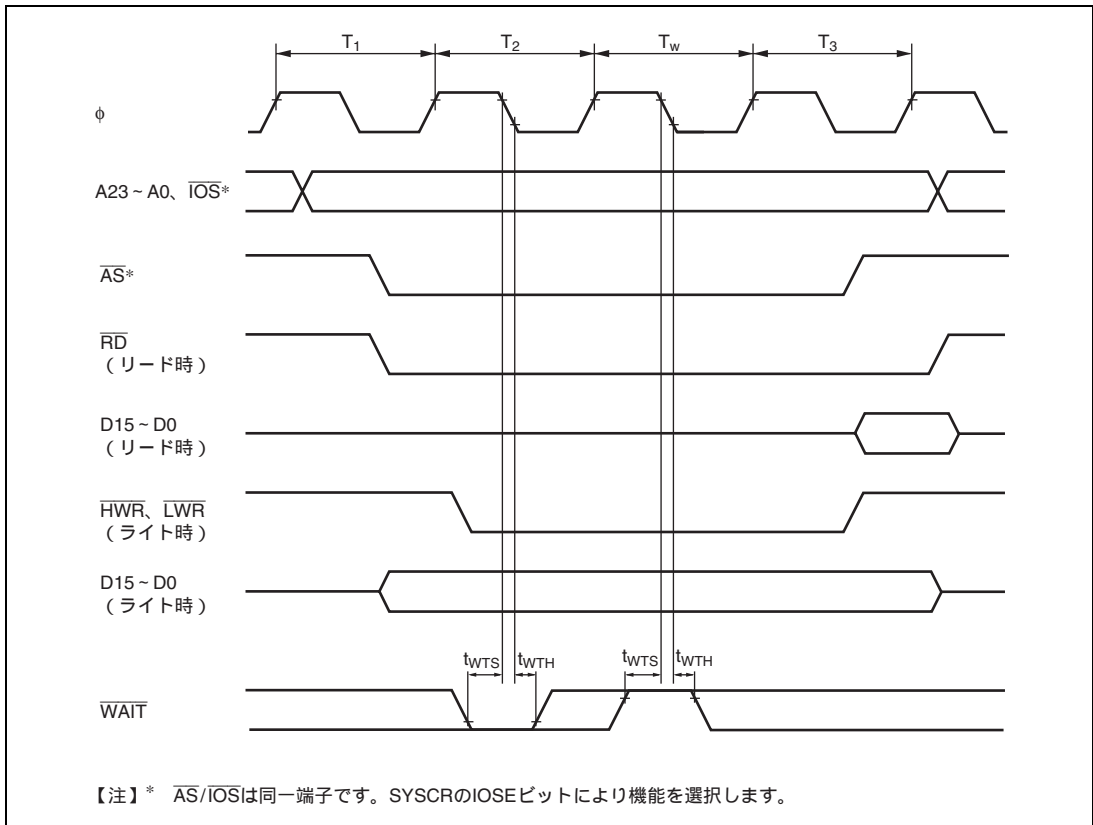 T1 T2 Tw T3
φ
A23~A0、IOS*
AS*
RD
(リード時)
D15~D0
(リード時)
HWR、LWR
(ライト時)
D15~D0
(ライト時)
tWTS tWTH tWTS tWTH
WAIT
【注】* AS/IOSは同一端子です。SYSCRのIOSEビットにより機能を選択します。